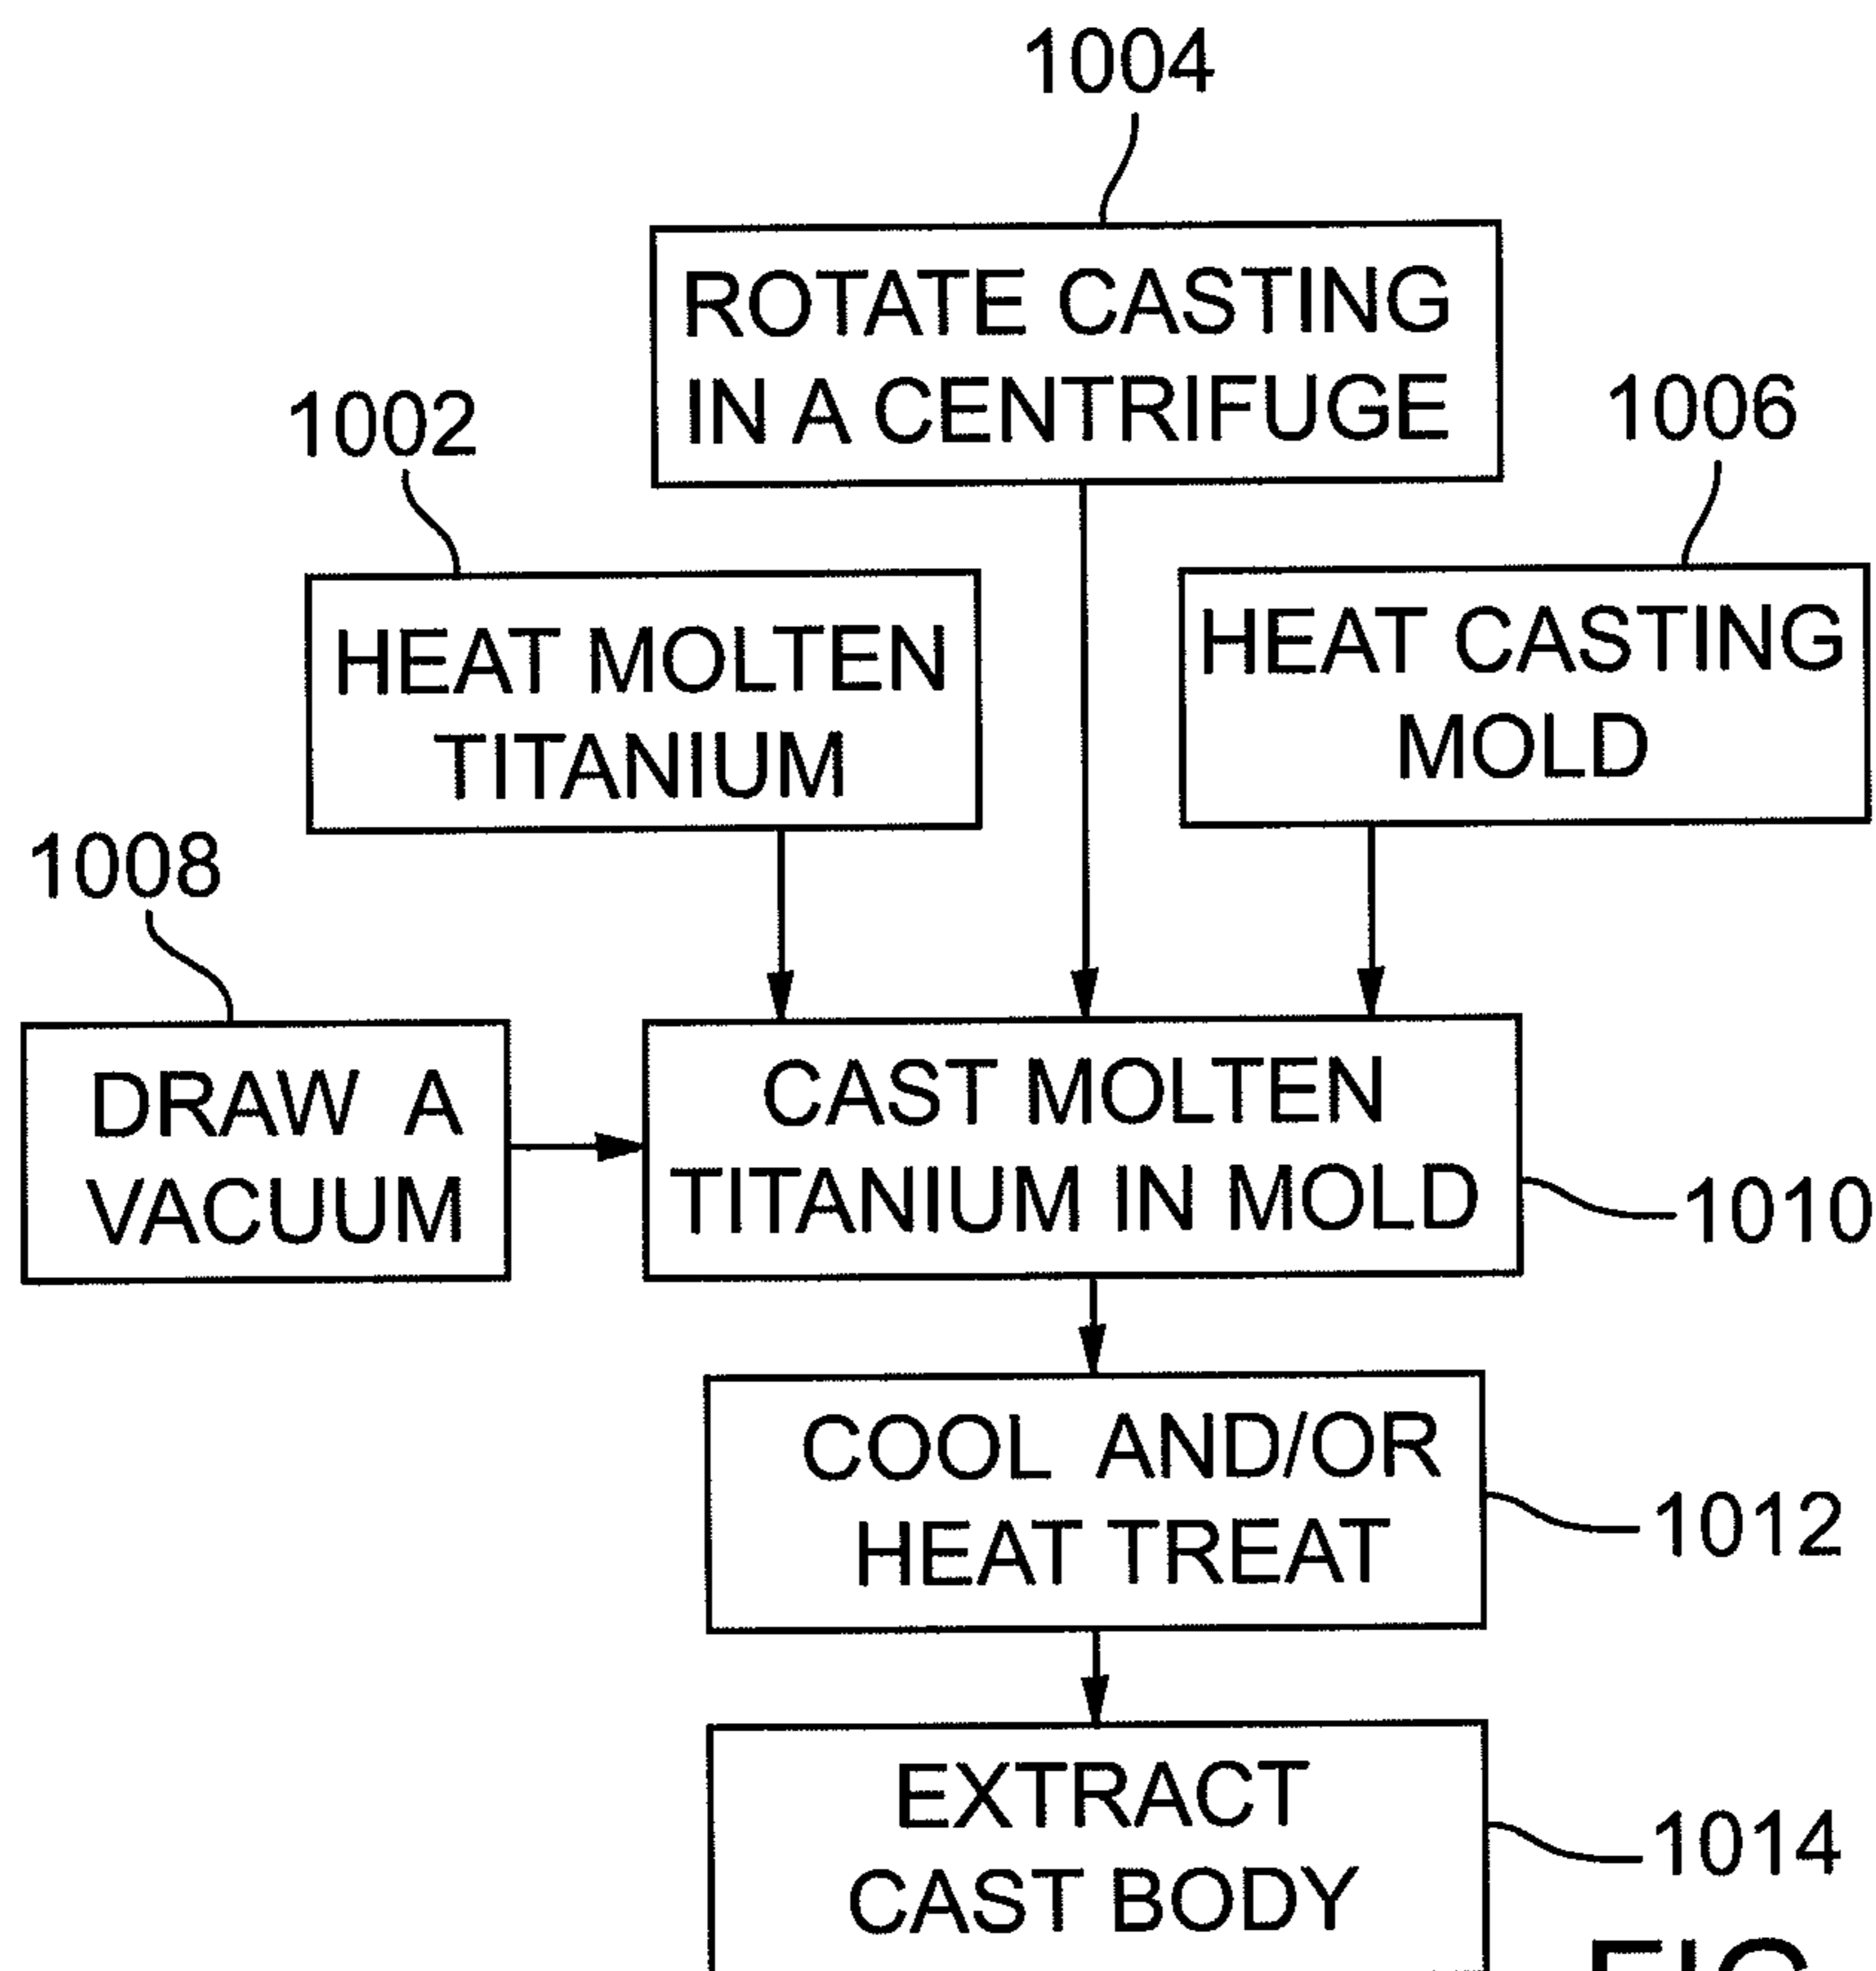 1004
ROTATE CASTING
IN A CENTRIFUGE
1002
1006
HEAT MOLTEN
TITANIUM
HEAT CASTING
MOLD
1008
DRAW A
VACUUM
CAST MOLTEN
TITANIUM IN MOLD
1010
COOL AND/OR
HEAT TREAT
1012
EXTRACT
CAST BODY
1014